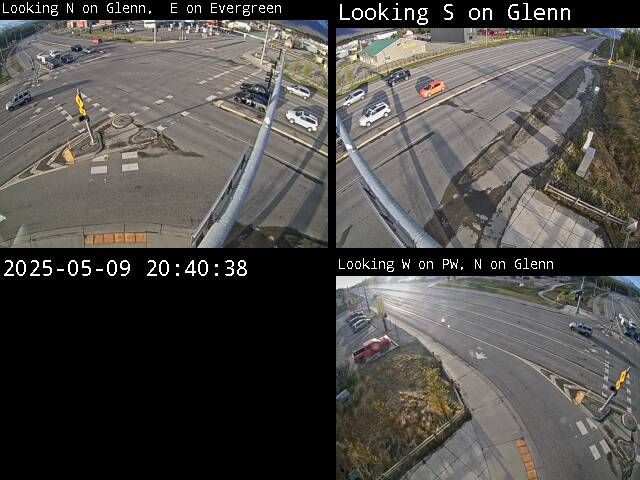 Looking N on Glenn,  E on Evergreen
Looking S on Glenn
2025-05-09 20:40:38
Looking W on PW, N on Glenn